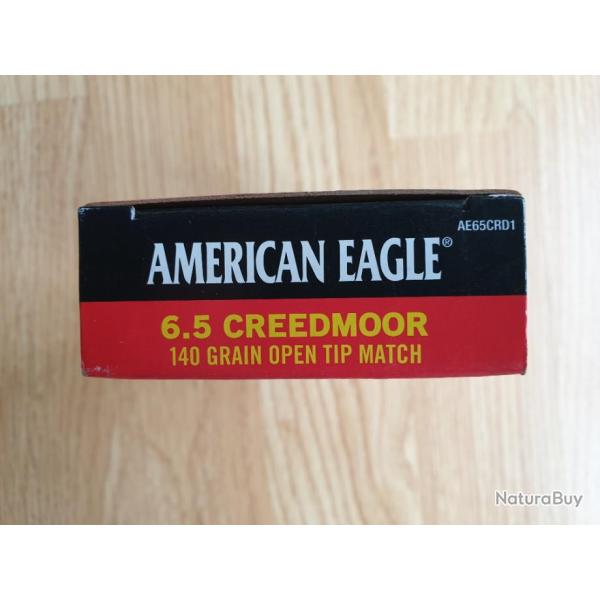 AE65CRD1
AMERICAN EAGLE®
6.5 CREEDMOOR
140 GRAIN OPEN TIP MATCH
NaturaBuy